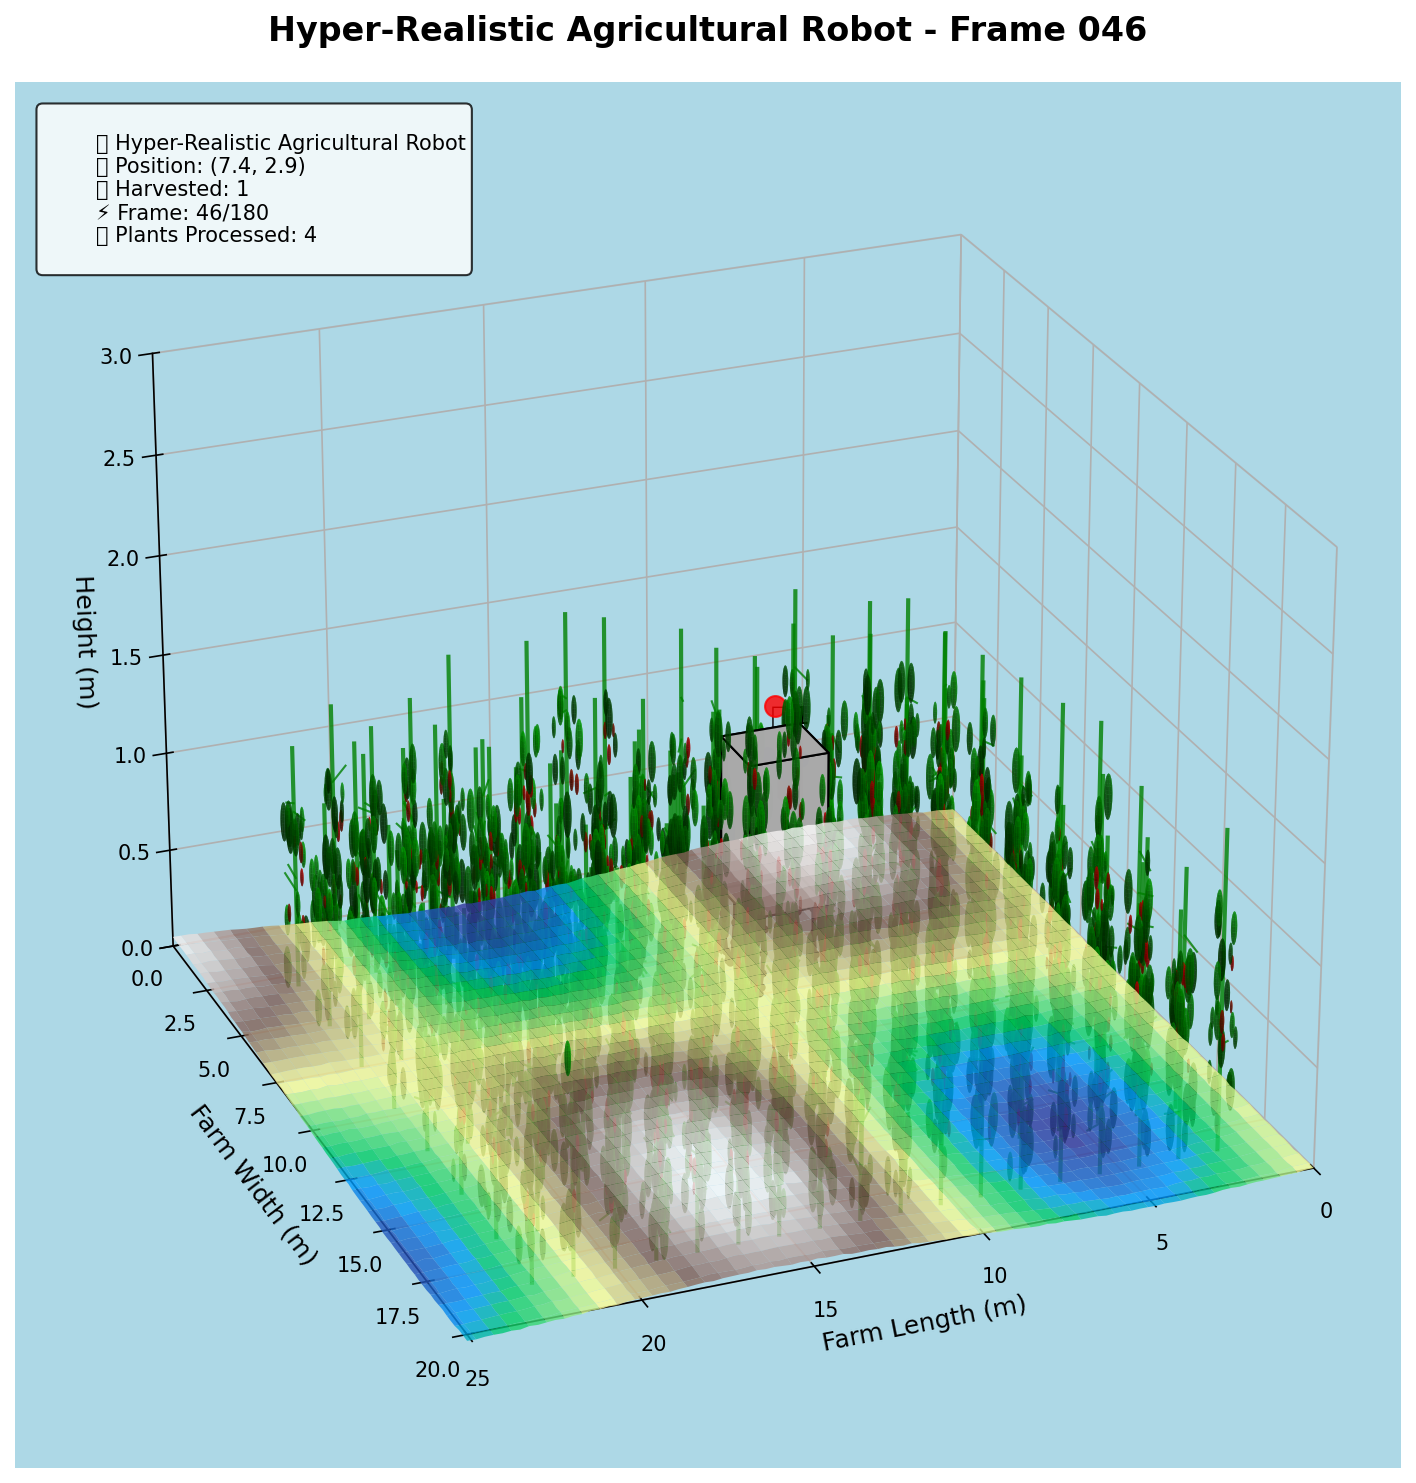 Hyper-Realistic Agricultural Robot - Frame 046
Hyper-Realistic Agricultural Robot
Position: (7.4, 2.9)
Harvested: 1
⚡ Frame: 46/180
Plants Processed: 4
3.0
2.5
2.0
1.5
1.0
0.5
0.0
Height (m)
0.0
2.5
5.0
7.5
10.0
12.5
15.0
17.5
20.0
Farm Width (m)
25
20
15
10
5
0
Farm Length (m)